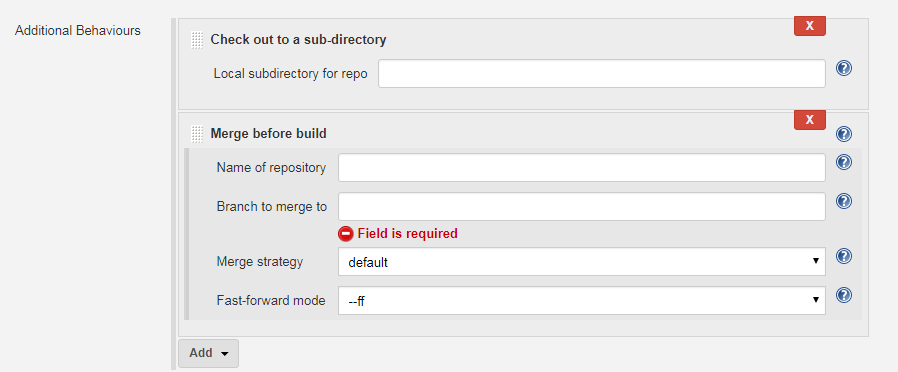 Additional Behaviours
X
Check out to a sub-directory
Local subdirectory for repo
?
X
Merge before build
?
Name of repository
?
Branch to merge to
?
Field is required
Merge strategy
default
?
Fast-forward mode
--ff
?
Add